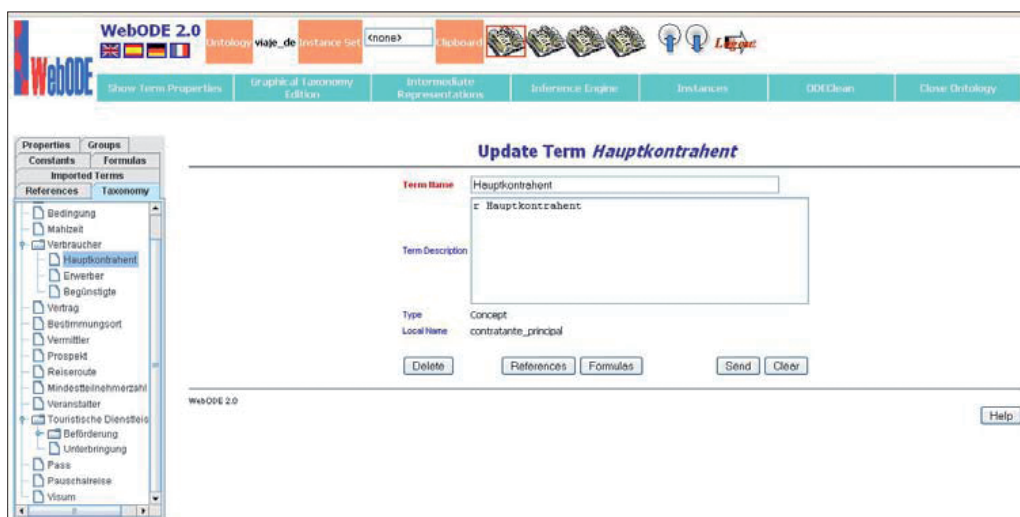 WebODE
WebODE 2.0
Ontology viaje_de Instance Set <none> Clipboard Logout
Show Term Properties Graphical Taxonomy Edition Intermediate Representations Inference Engine Instances ODEClean Close Ontology
Properties Groups
Constants Formulas
Imported Terms
References Taxonomy
Bedingung
Mahlzeit
Verbraucher
Hauptkontrahent
Erwerber
Begünstigte
Vertrag
Bestimmungsort
Vermittler
Prospekt
Reiseroute
Mindestteilnehmerzahl
Veranstalter
Touristische Dienstleis
Beförderung
Unterbringung
Pass
Pauschalreise
Visum
Update Term Hauptkontrahent
Term Name Hauptkontrahent
Term Description r Hauptkontrahent
Type Concept
Local Name contratante_principal
Delete References Formulas Send Clear
WebODE 2.0
Help